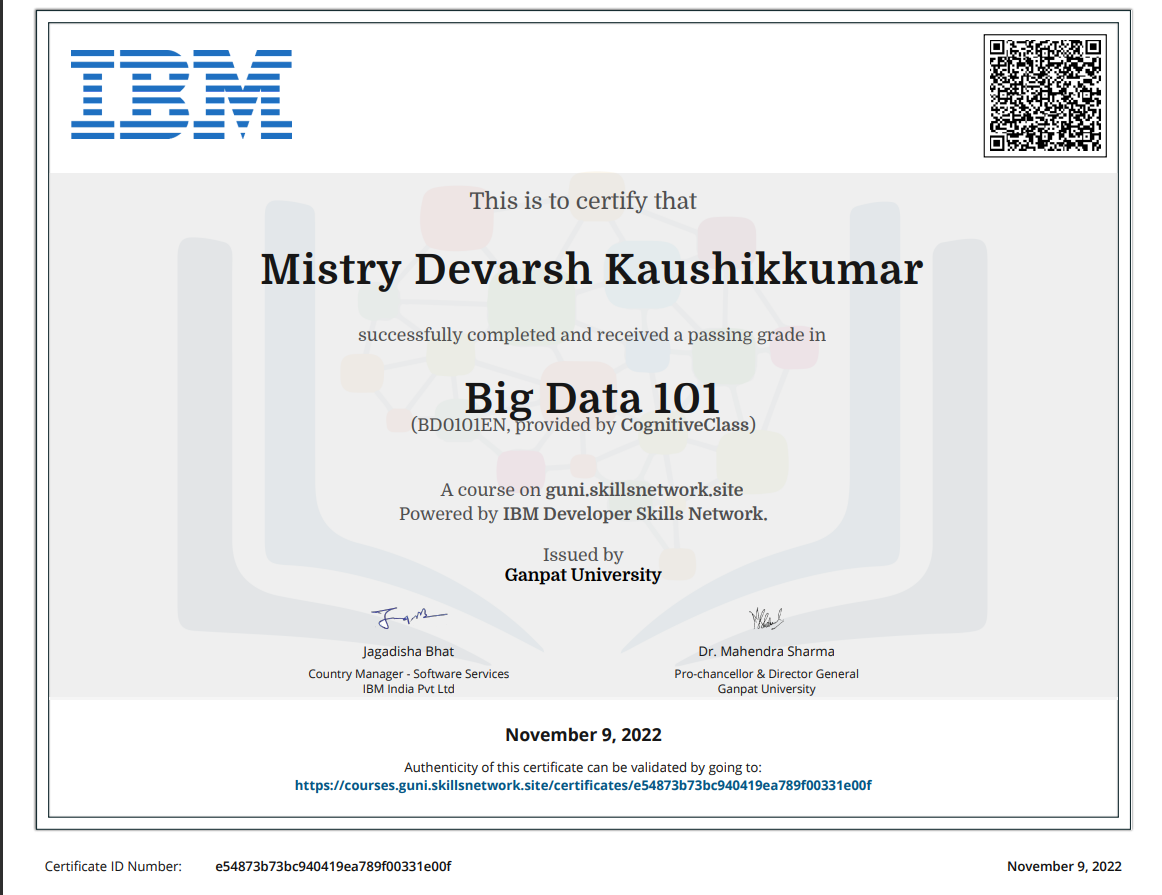 IBM
This is to certify that
Mistry Devarsh Kaushikkumar
successfully completed and received a passing grade in
Big Data 101
(BD0101EN, provided by CognitiveClass)
A course on guni.skillsnetwork.site
Powered by IBM Developer Skills Network.
Issued by
Ganpat University
Jagadisha Bhat
Country Manager - Software Services
IBM India Pvt Ltd
Dr. Mahendra Sharma
Pro-chancellor & Director General
Ganpat University
November 9, 2022
Authenticity of this certificate can be validated by going to:
https://courses.guni.skillsnetwork.site/certificates/e54873b73bc940419ea789f00331e00f
Certificate ID Number: e54873b73bc940419ea789f00331e00f
November 9, 2022